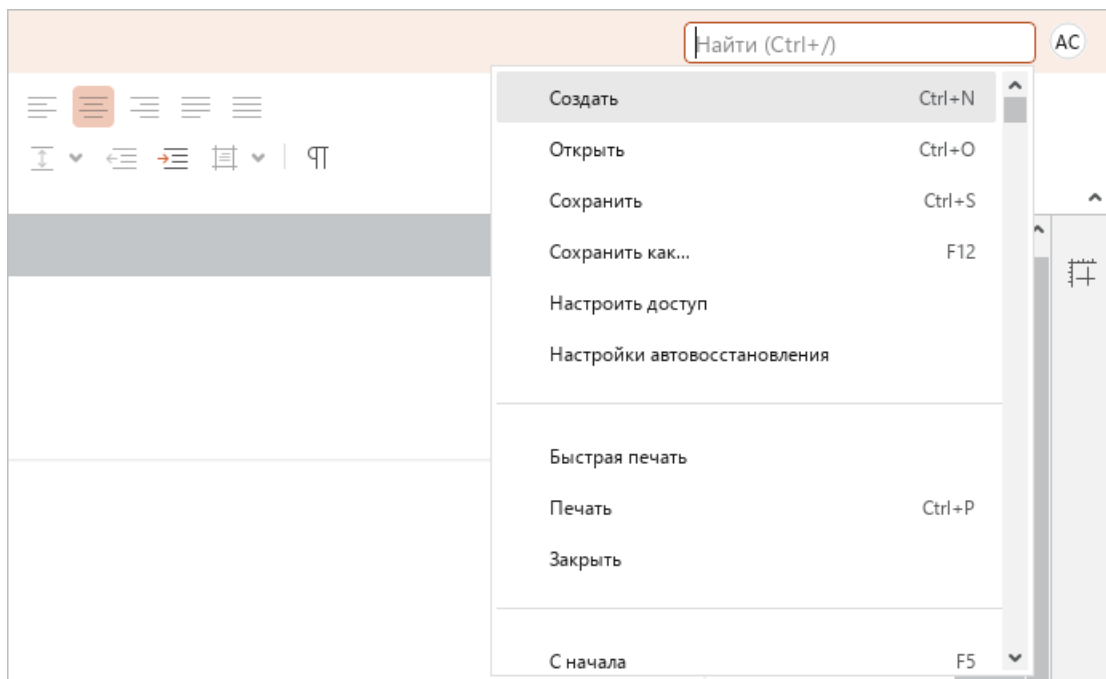 Найти (Ctrl+/) АС
Создать Ctrl+N
Открыть Ctrl+O
Сохранить Ctrl+S
Сохранить как... F12
Настроить доступ
Настройки автовосстановления
Быстрая печать
Печать Ctrl+P
Закрыть
С начала F5